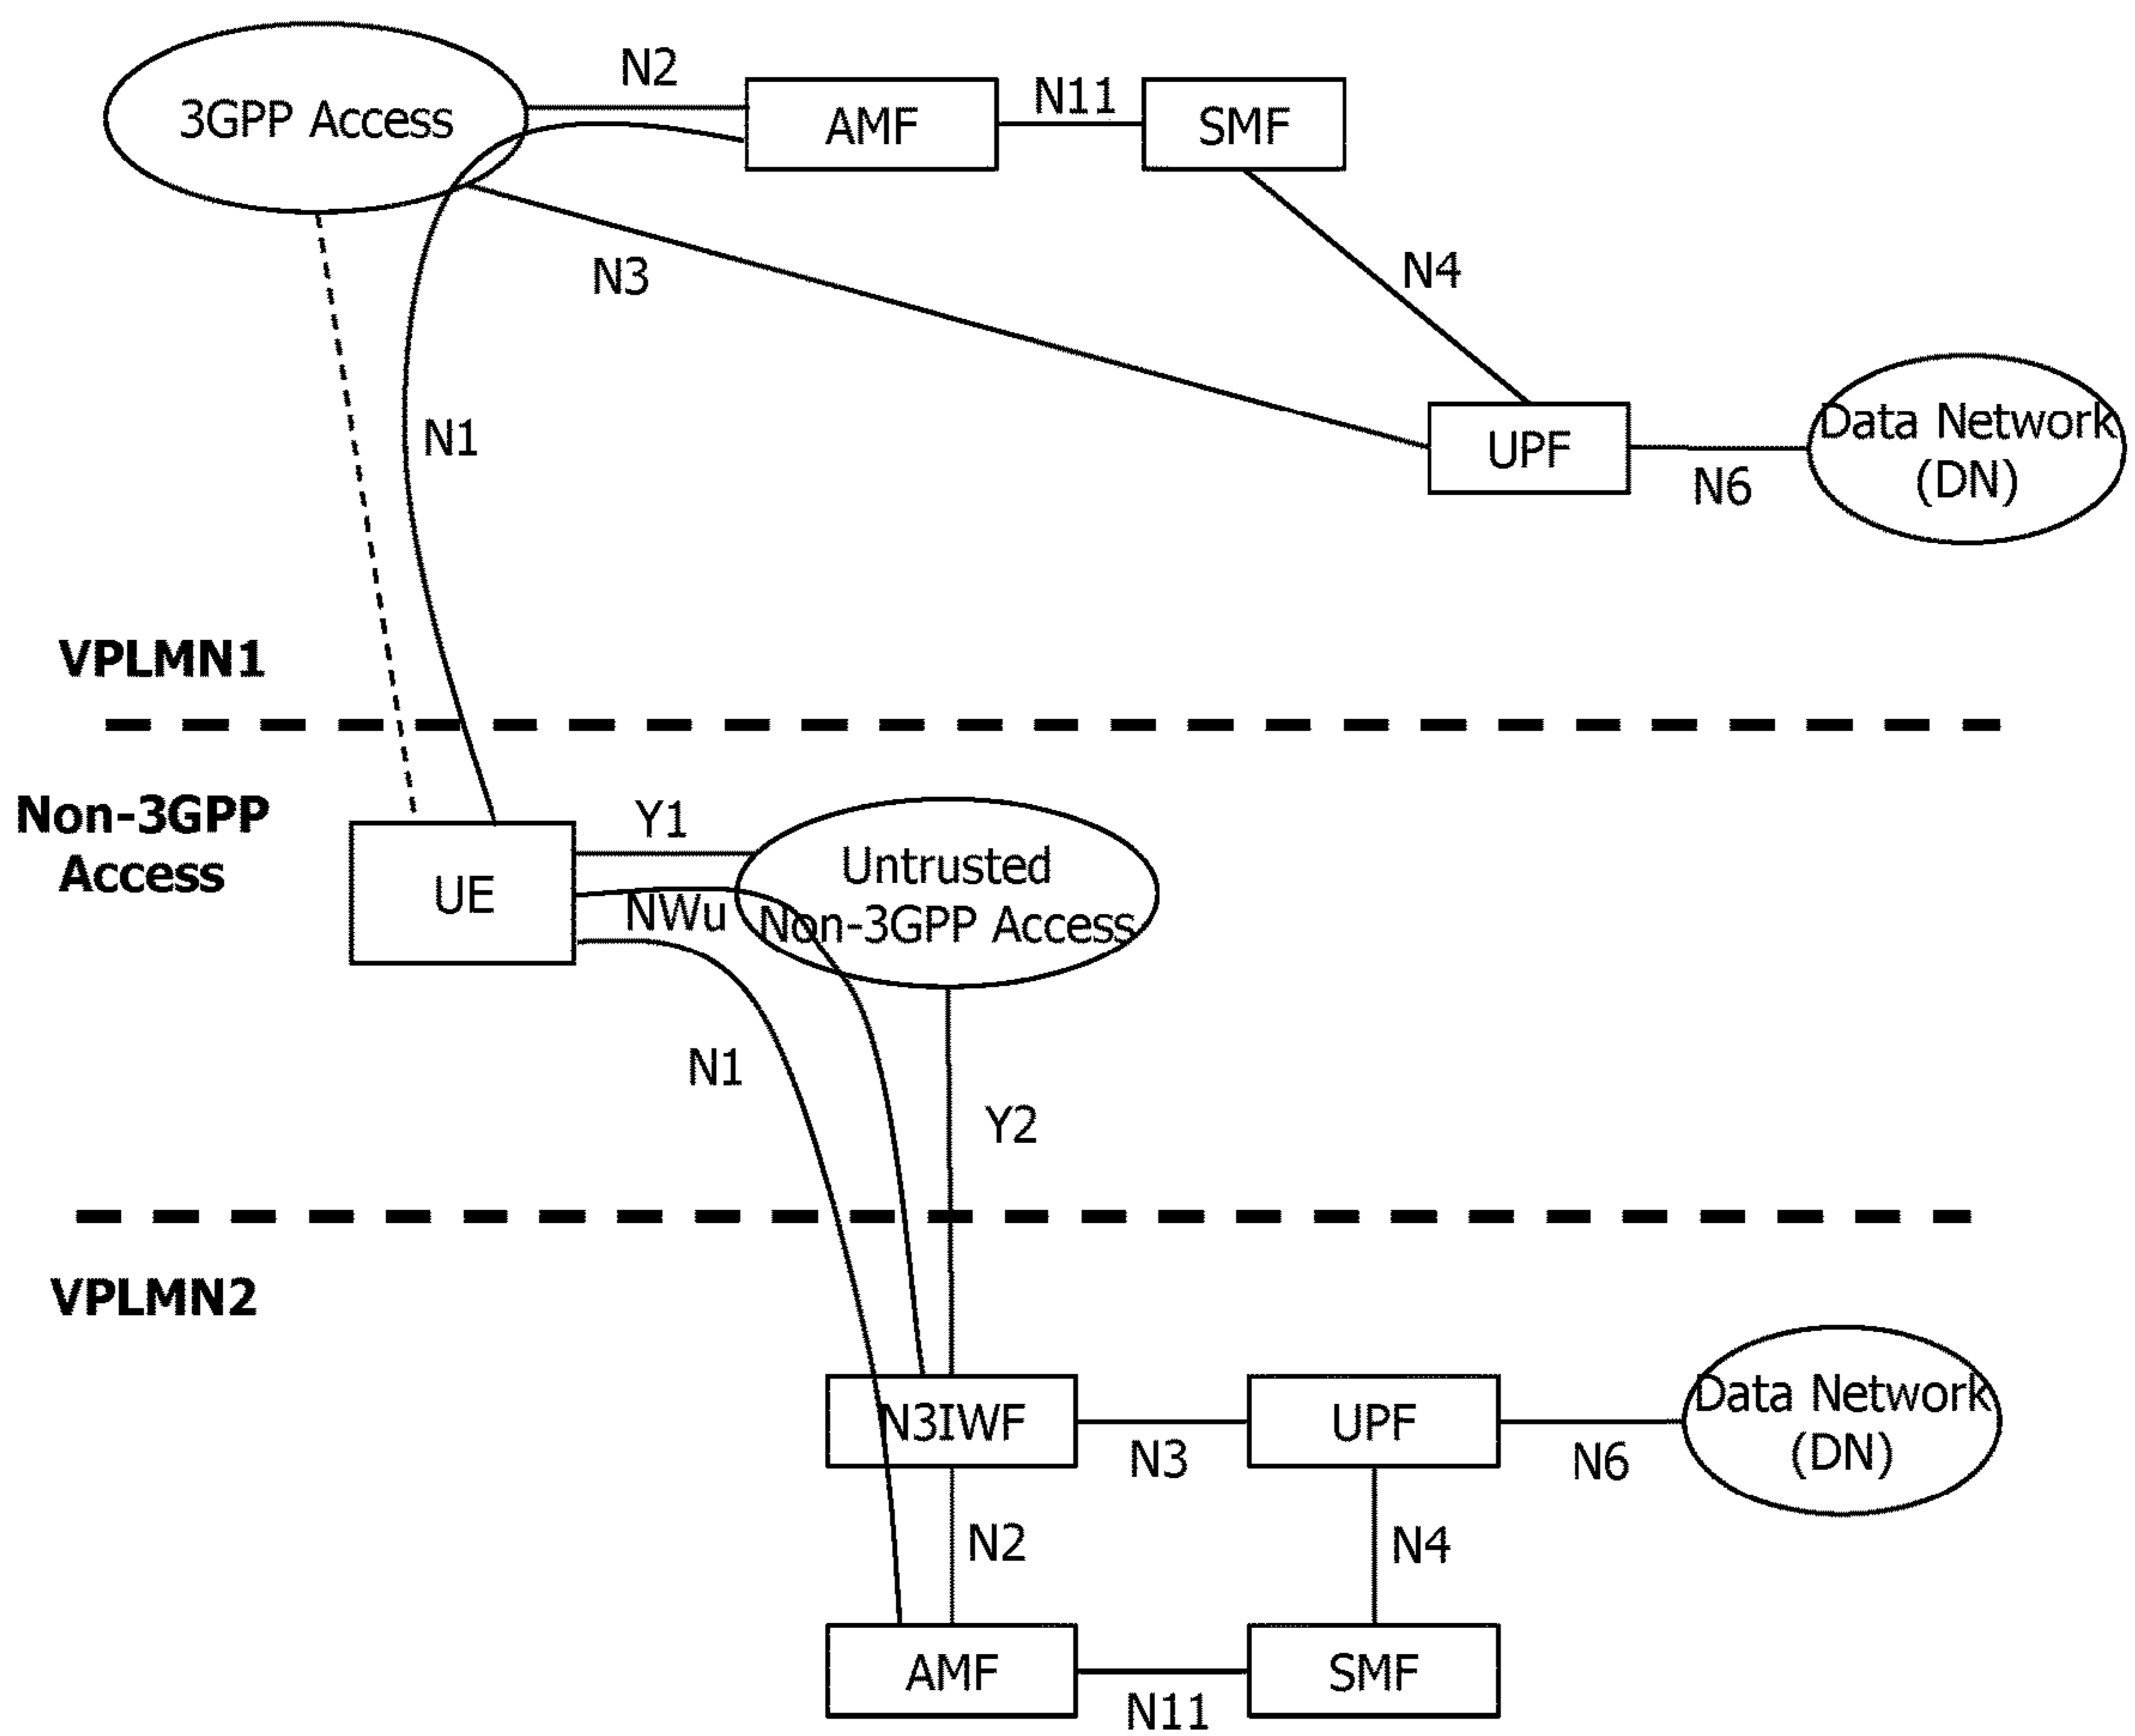 N2
3GPP Access
AMF
N11
SMF
N3
N4
N1
UPF
N6
Data Network
(DN)
VPLMN1
Non-3GPP
Access
UE
Y1
NWu
Untrusted
Non-3GPP Access
N1
Y2
VPLMN2
N3IWF
N3
UPF
N6
Data Network
(DN)
N2
N4
AMF
N11
SMF